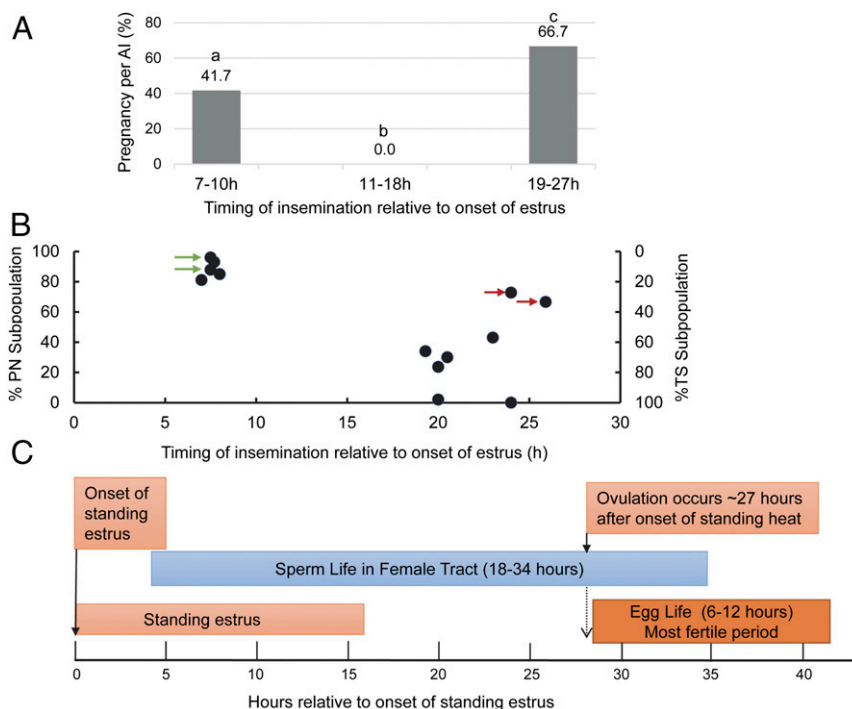 A
Pregnancy per AI (%)
80
60
40
20
0
a
41.7
b
0.0
c
66.7
7-10h
11-18h
19-27h
Timing of insemination relative to onset of estrus
B
% PN Subpopulation
100
80
60
40
20
0
0
5
10
15
20
25
30
0
20
40
60
80
100
%TS Subpopulation
Timing of insemination relative to onset of estrus (h)
C
Onset of
standing
estrus
Ovulation occurs ~27 hours
after onset of standing heat
Sperm Life in Female Tract (18-34 hours)
Standing estrus
Egg Life (6-12 hours)
Most fertile period
0
5
10
15
20
25
30
35
40
Hours relative to onset of standing estrus